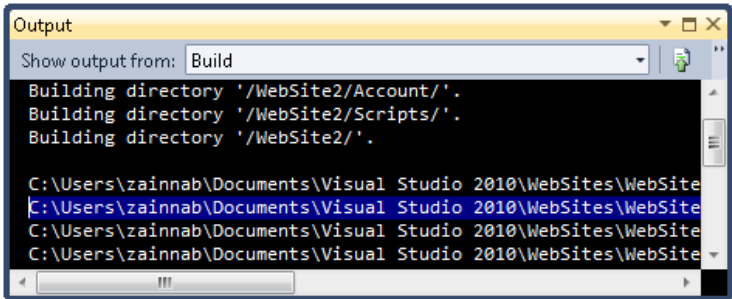 Output
Show output from: Build
Building directory '/WebSite2/Account/'.
Building directory '/WebSite2/Scripts/'.
Building directory '/WebSite2/'.
C:\Users\zainnab\Documents\Visual Studio 2010\WebSites\WebSite
C:\Users\zainnab\Documents\Visual Studio 2010\WebSites\WebSite
C:\Users\zainnab\Documents\Visual Studio 2010\WebSites\WebSite
C:\Users\zainnab\Documents\Visual Studio 2010\WebSites\WebSite